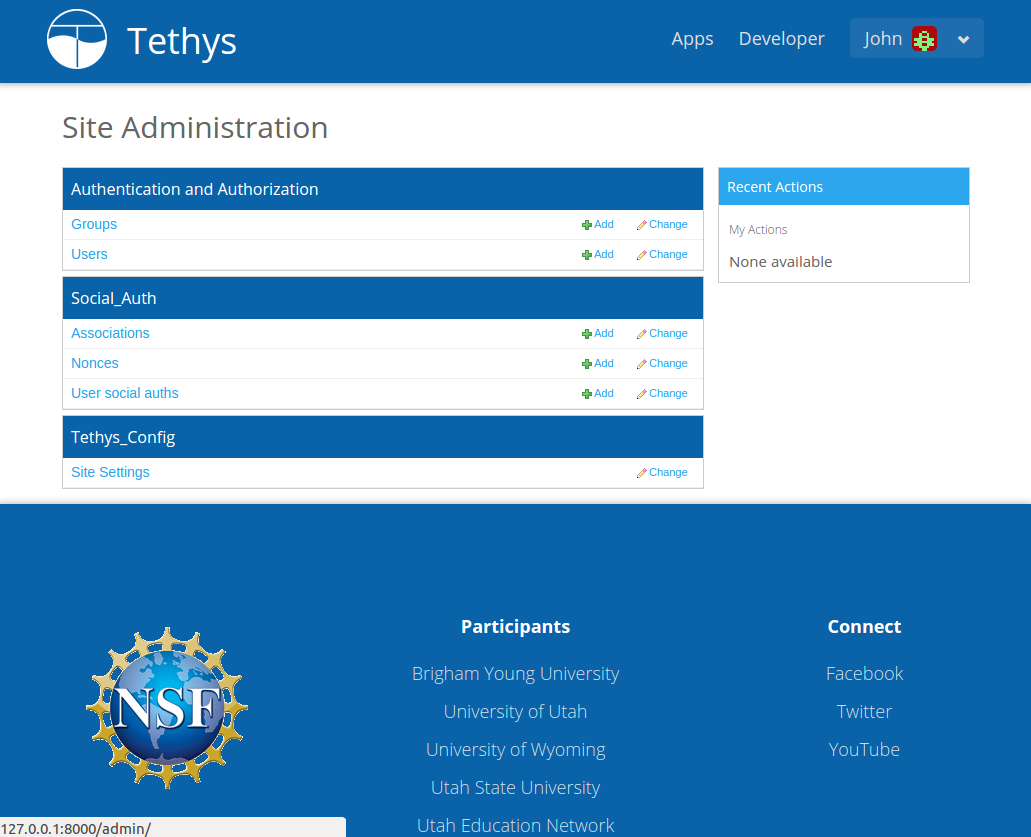 Tethys
Apps Developer John
Site Administration
Authentication and Authorization
Groups Add Change
Users Add Change
Social_Auth
Associations Add Change
Nonces Add Change
User social auths Add Change
Tethys_Config
Site Settings Change
Recent Actions
My Actions
None available
NSF
Participants
Brigham Young University
University of Utah
University of Wyoming
Utah State University
Utah Education Network
Connect
Facebook
Twitter
YouTube
127.0.0.1:8000/admin/